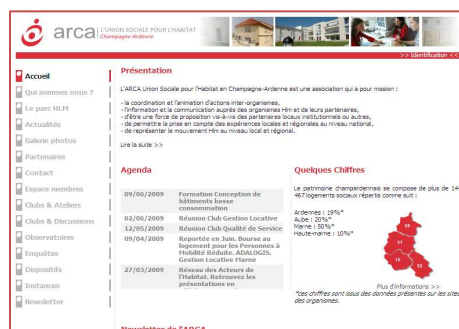 arca
L'UNION SOCIALE POUR L'HABITAT
Champagne-Ardenne
>> Identification <<
Accueil
Qui sommes nous ?
Le parc HLM
Actualités
Galerie photos
Partenaires
Contact
Espace membres
Clubs & Ateliers
Clubs & Discussions
Observatoires
Enquêtes
Dispositifs
Instances
Newsletter
Présentation
L'ARCA Union Sociale pour l'Habitat en Champagne-Ardenne est une association qui a pour mission :
- la coordination et l'animation d'actions inter-organismes,
- l'information et la communication auprès des organismes Hlm et de leurs partenaires,
- d'être une force de proposition vis-à-vis des partenaires locaux institutionnels ou autres,
- de permettre la prise en compte des expériences locales et régionales au niveau national,
- de représenter le mouvement Hlm au niveau local et régional.
Lire la suite >>
Agenda
09/06/2009 Formation Conception de
bâtiments basse
consommation
02/06/2009 Réunion Club Gestion Locative
12/05/2009 Réunion Club Qualité de Service
09/04/2009 Reportée en Juin. Bourse au
logement pour les Personnes à
Mobilité Réduite. ADALOGIS.
Gestion Locative Marne
27/03/2009 Réseau des Acteurs de
l'Habitat. Retrouvez les
présentations en
Quelques Chiffres
Le patrimoine champardennais se compose de plus de 14
467 logements sociaux répartis comme suit :
Ardennes : 19%*
Aube : 20%*
Marne : 50%*
Haute-marne : 10%*
08
51
10
52
Plus d'informations >>
*ces chiffres sont issus des données présentes sur les sites
des organismes.
Newsletter de l'ARCA